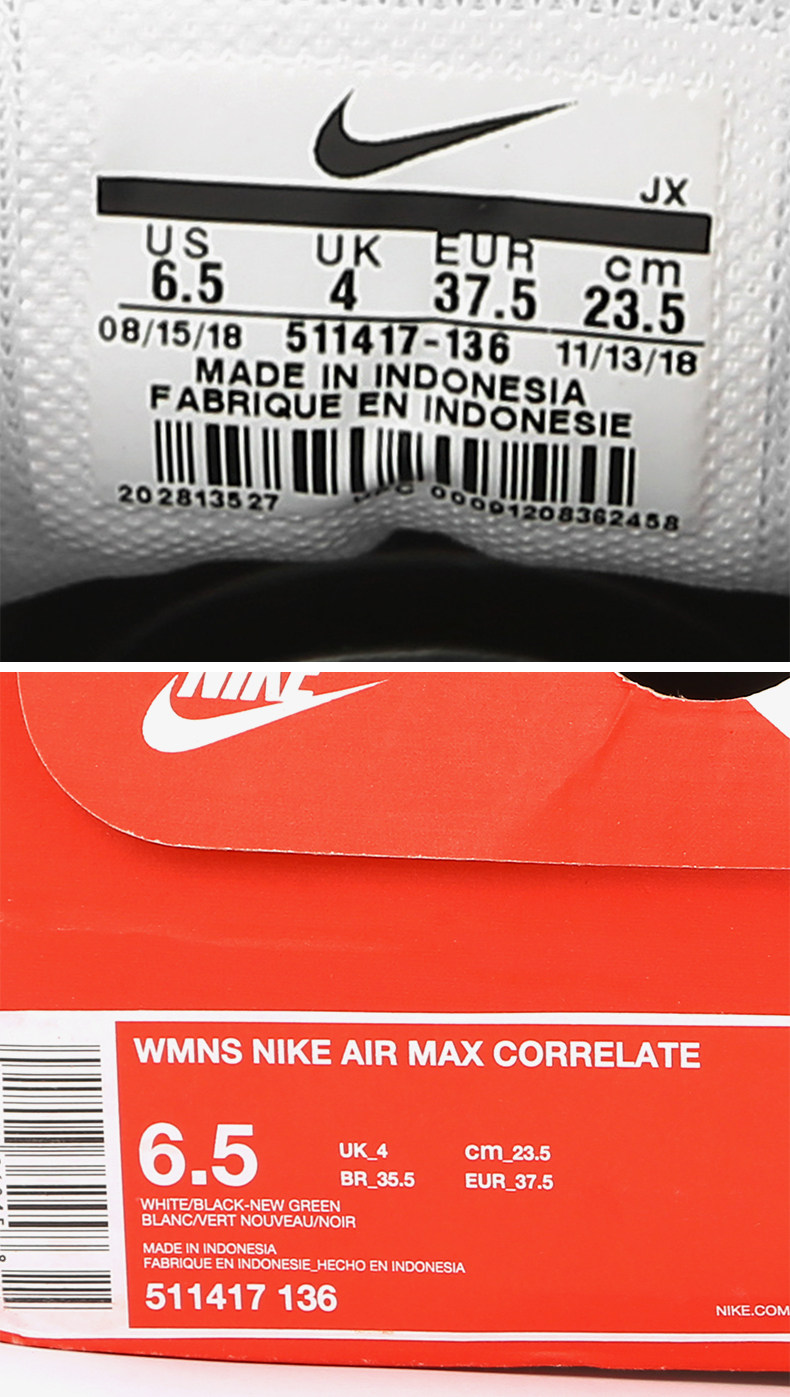 JX
US UK EUR cm
6.5 4 37.5 23.5
08/15/18 511417-136 11/13/18
MADE IN INDONESIA
FABRIQUE EN INDONESIE
202813527 UPC 00091208362458
NIKE
WMNS NIKE AIR MAX CORRELATE
6.5
UK_4 cm_23.5
BR_35.5 EUR_37.5
WHITE/BLACK-NEW GREEN
BLANC/VERT NOUVEAU/NOIR
MADE IN INDONESIA
FABRIQUE EN INDONESIE_HECHO EN INDONESIA
511417 136
NIKE.COM